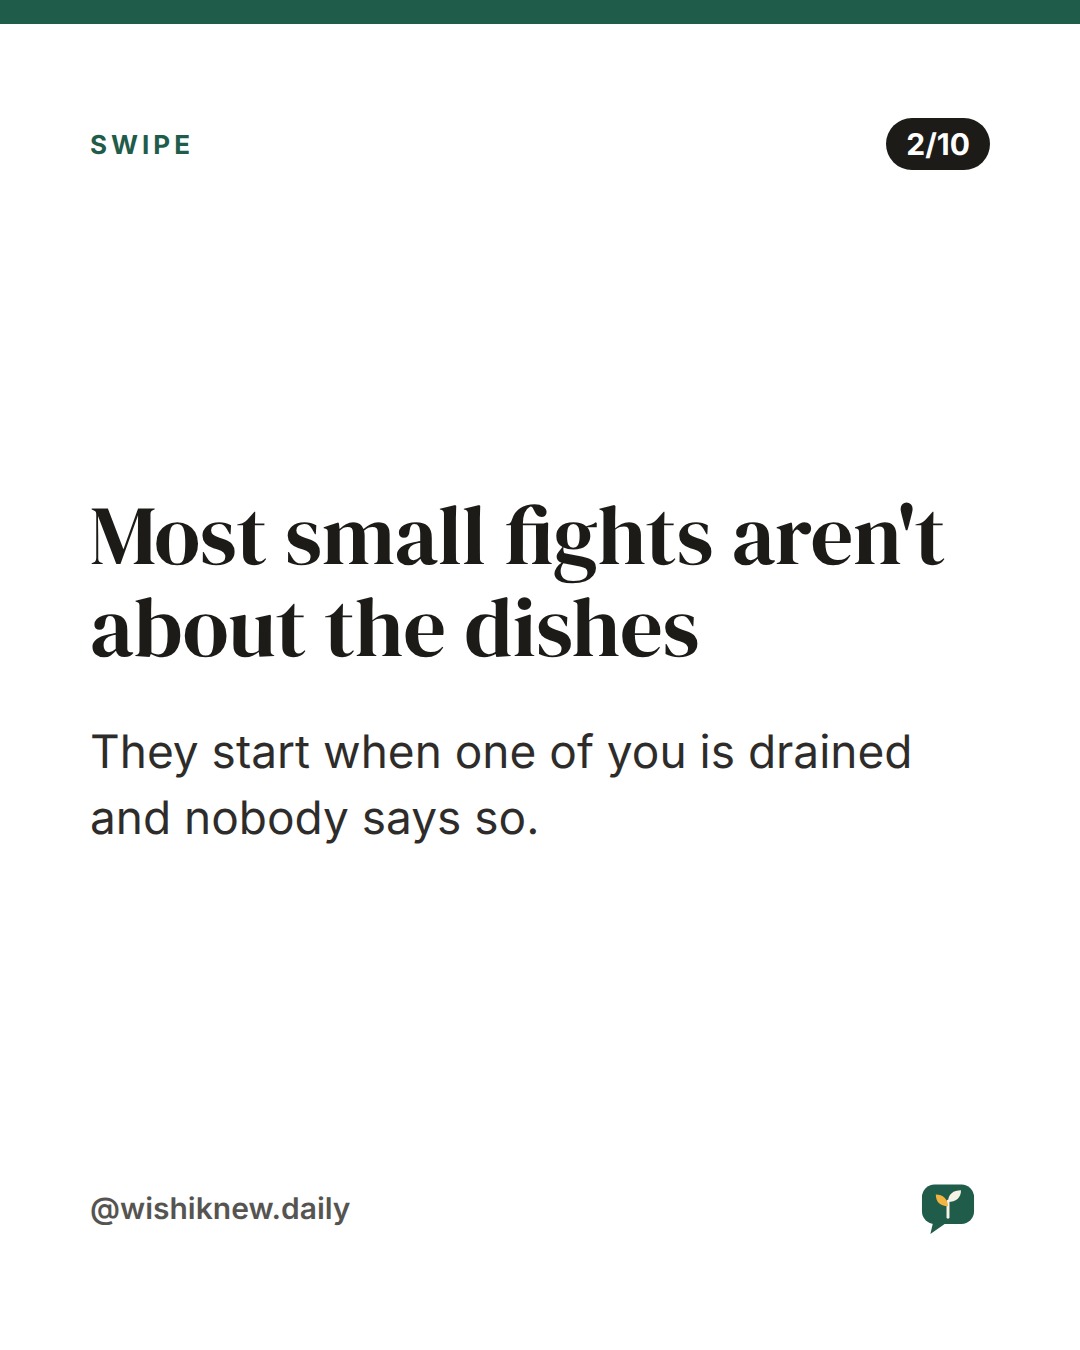 SWIPE
2/10
Most small fights aren't
about the dishes
They start when one of you is drained
and nobody says so.
@wishiknew.daily